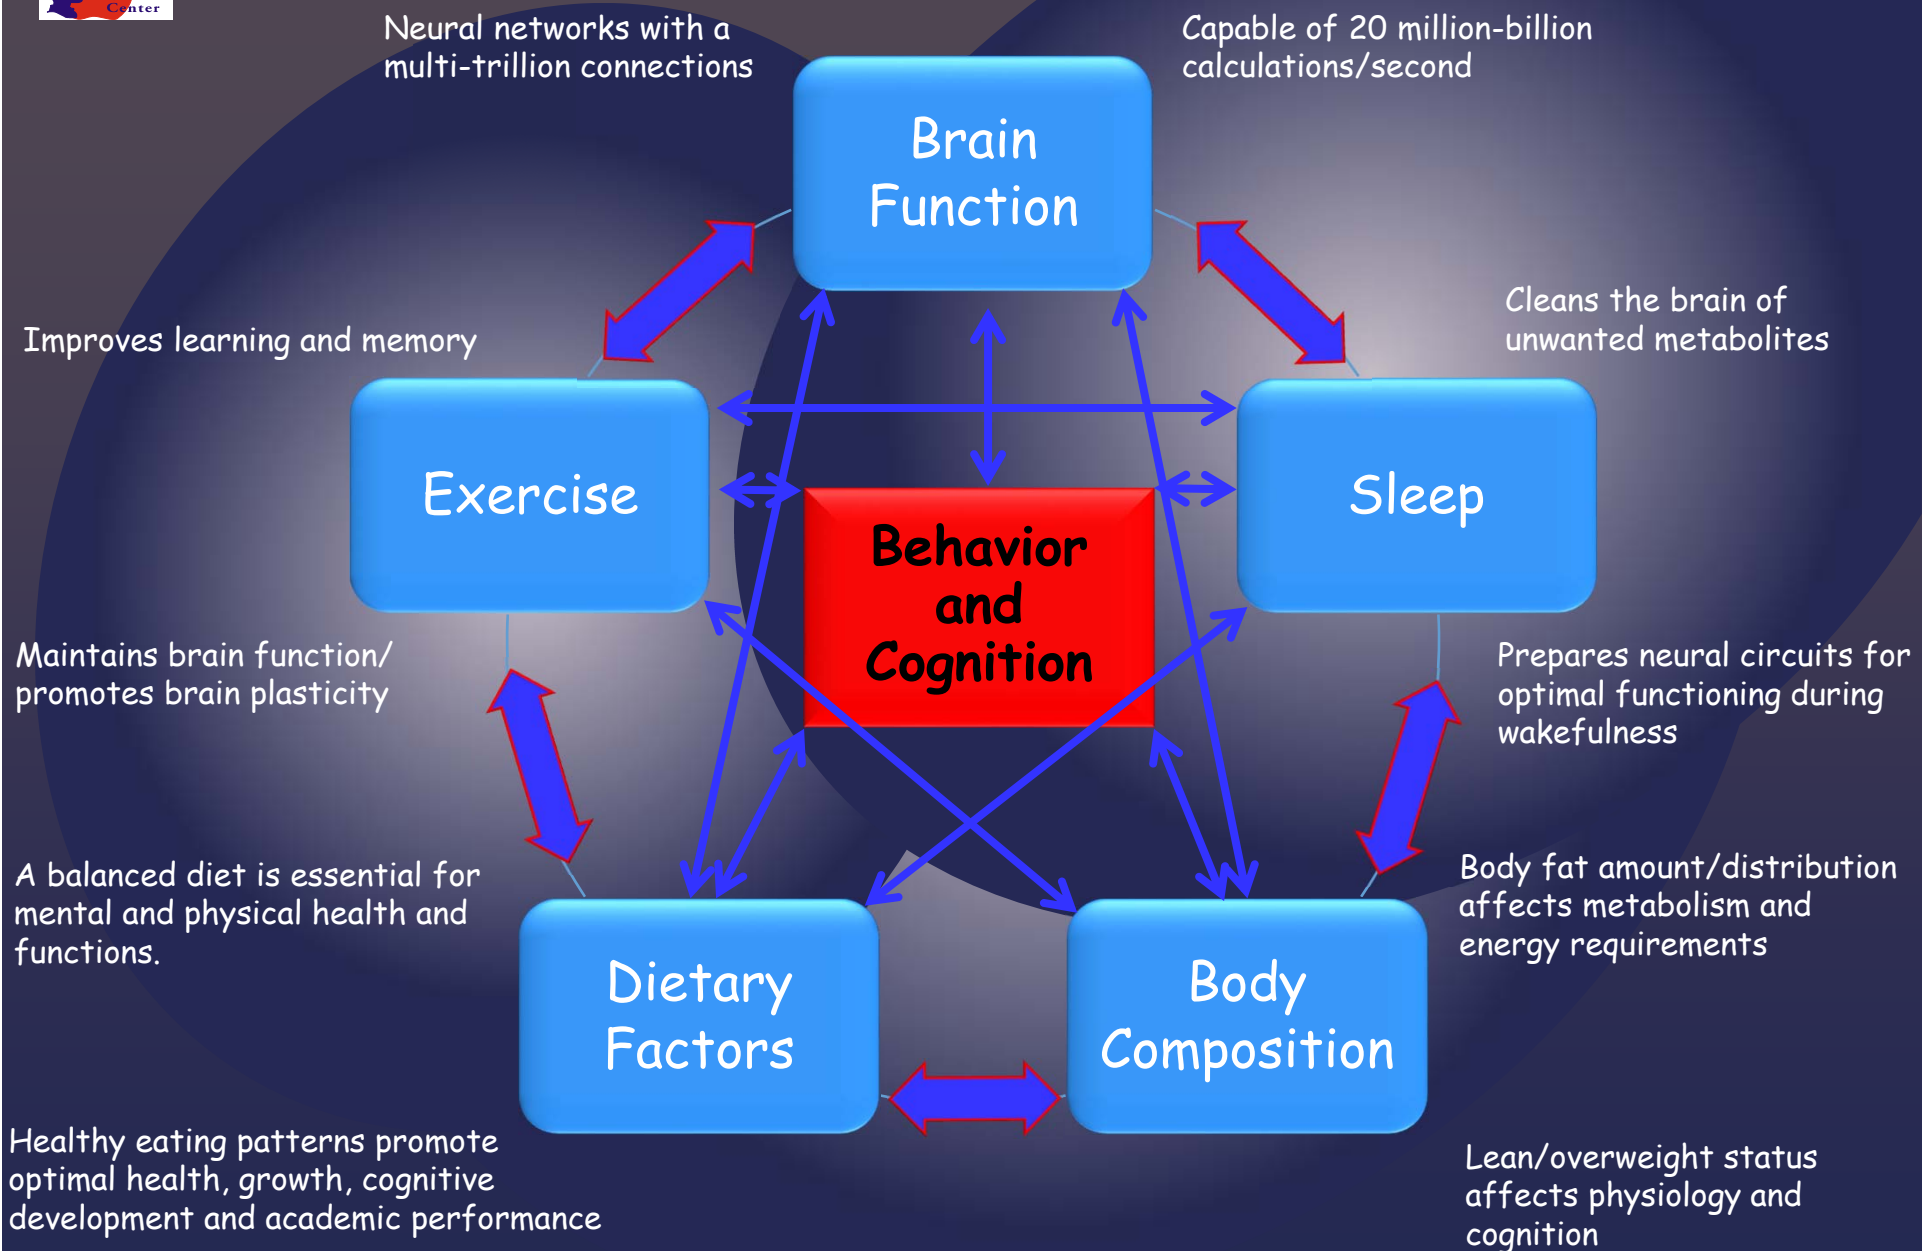 Center
Neural networks with a
multi-trillion connections
Capable of 20 million-billion
calculations/second
Brain
Function
Improves learning and memory
Cleans the brain of
unwanted metabolites
Exercise
Sleep
Behavior
and
Cognition
Maintains brain function/
promotes brain plasticity
Prepares neural circuits for
optimal functioning during
wakefulness
A balanced diet is essential for
mental and physical health and
functions.
Body fat amount/distribution
affects metabolism and
energy requirements
Dietary
Factors
Body
Composition
Healthy eating patterns promote
optimal health, growth, cognitive
development and academic performance
Lean/overweight status
affects physiology and
cognition